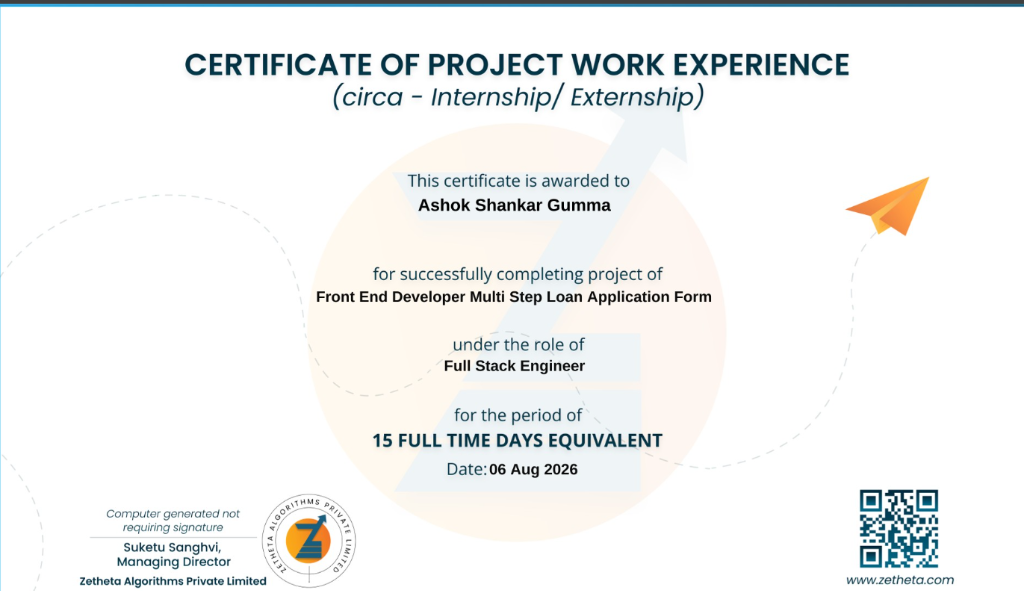 CERTIFICATE OF PROJECT WORK EXPERIENCE
(circa - Internship/ Externship)
This certificate is awarded to
Ashok Shankar Gumma
for successfully completing project of
Front End Developer Multi Step Loan Application Form
under the role of
Full Stack Engineer
for the period of
15 FULL TIME DAYS EQUIVALENT
Date: 06 Aug 2026
Computer generated not
requiring signature
Suketu Sanghvi,
Managing Director
Zetheta Algorithms Private Limited
ZETHETA ALGORITHMS PRIVATE LIMITED
www.zetheta.com